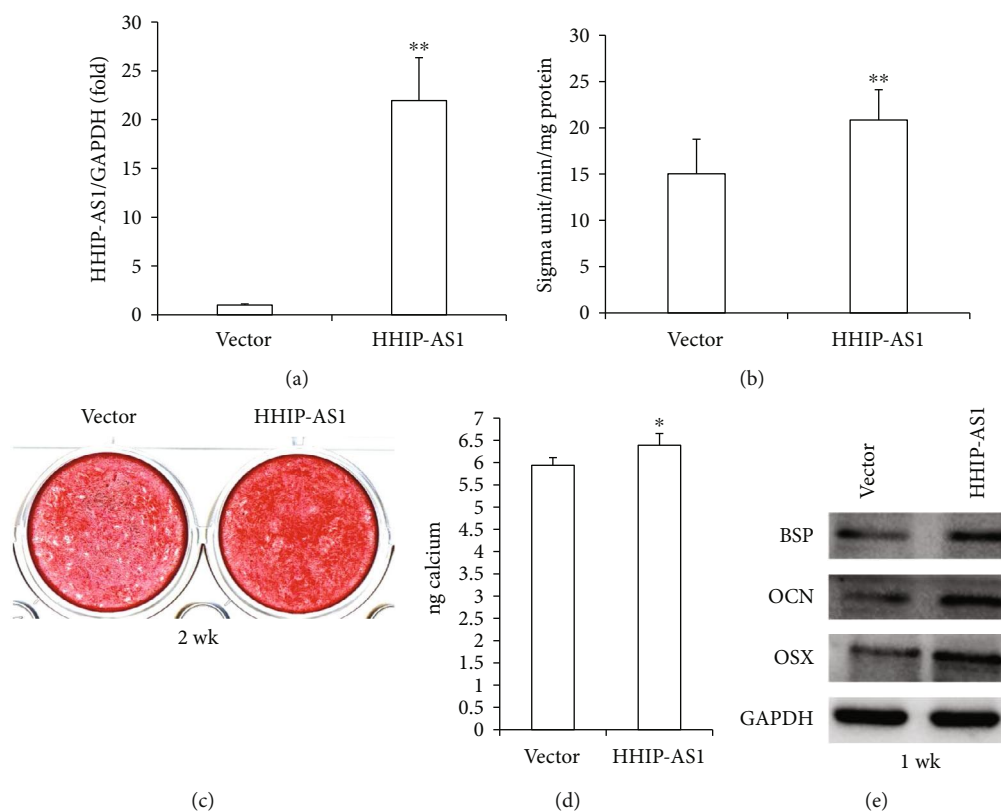 HHIP-AS1/GAPDH (fold)
30
25
20
15
10
5
0
**
Vector HHIP-AS1
(a)
Sigma unit/min/mg protein
30
25
20
15
10
5
0
**
Vector HHIP-AS1
(b)
Vector HHIP-AS1
2 wk
(c)
ng calcium
7
6.5
6
5.5
5
4.5
4
3.5
3
2.5
2
1.5
1
0.5
0
*
Vector HHIP-AS1
(d)
Vector HHIP-AS1
BSP
OCN
OSX
GAPDH
1 wk
(e)